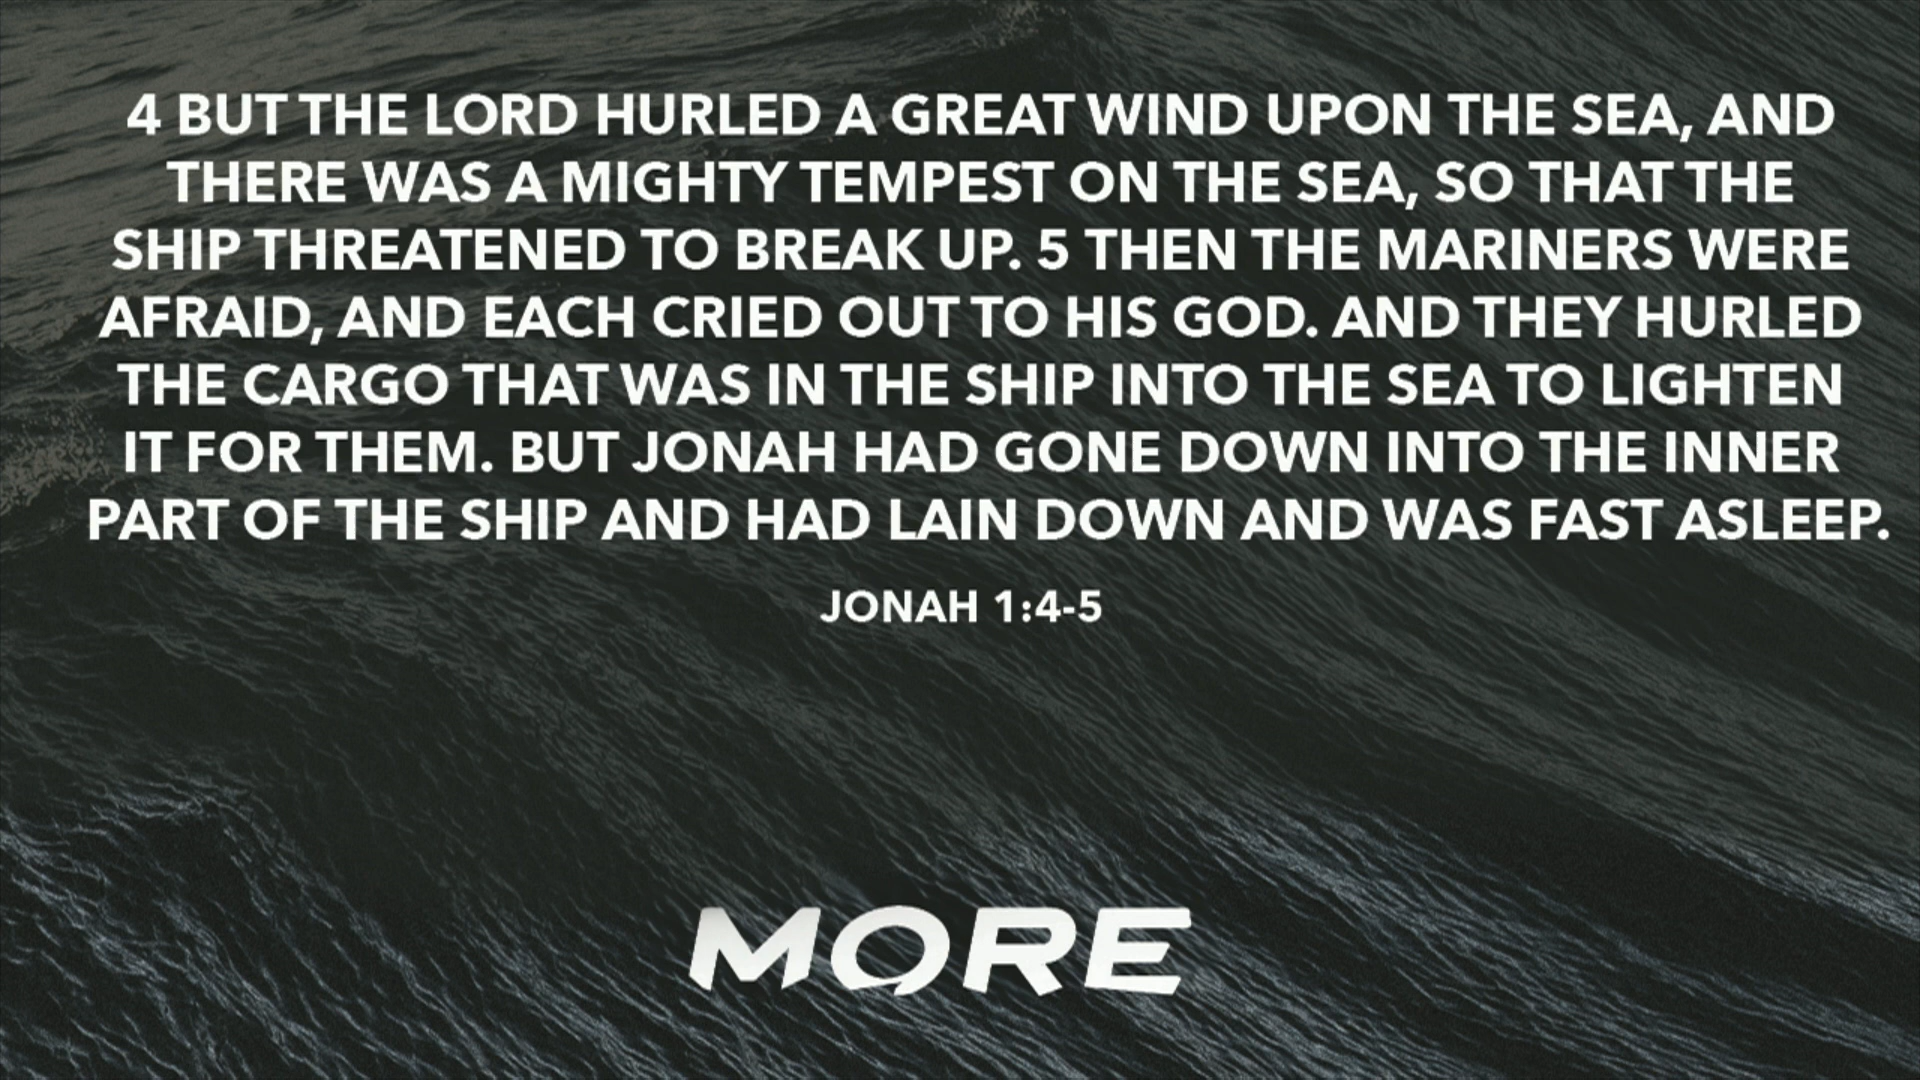 4 BUT THE LORD HURLED A GREAT WIND UPON THE SEA, AND
THERE WAS A MIGHTY TEMPEST ON THE SEA, SO THAT THE
SHIP THREATENED TO BREAK UP. 5 THEN THE MARINERS WERE
AFRAID, AND EACH CRIED OUT TO HIS GOD. AND THEY HURLED
THE CARGO THAT WAS IN THE SHIP INTO THE SEA TO LIGHTEN
IT FOR THEM. BUT JONAH HAD GONE DOWN INTO THE INNER
PART OF THE SHIP AND HAD LAIN DOWN AND WAS FAST ASLEEP.
JONAH 1:4-5
MORE